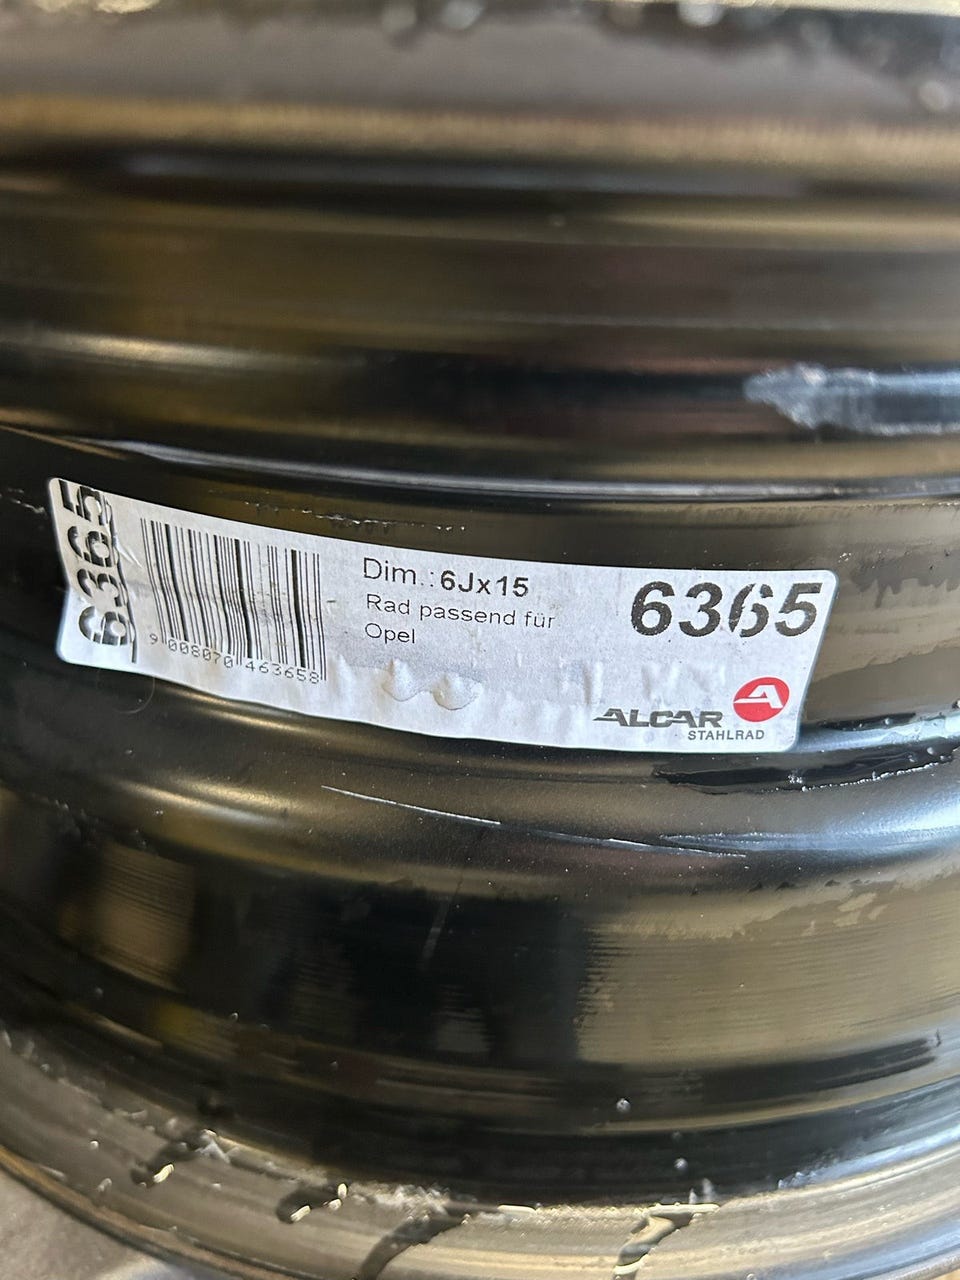 6365
9 008070 463658
Dim.: 6Jx15
Rad passend für
Opel
6365
ALCAR
STAHLRAD